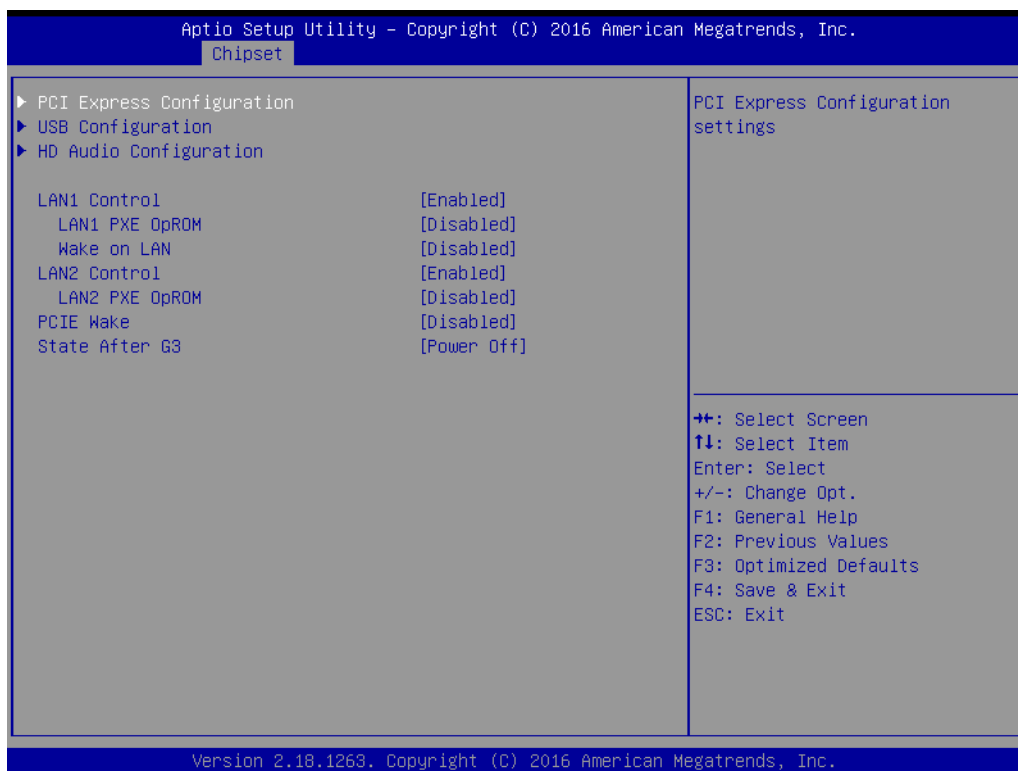 Aptio Setup Utility – Copyright (C) 2016 American Megatrends, Inc.
Chipset
▶ PCI Express Configuration
▶ USB Configuration
▶ HD Audio Configuration
LAN1 Control [Enabled]
LAN1 PXE OpROM [Disabled]
Wake on LAN [Disabled]
LAN2 Control [Enabled]
LAN2 PXE OpROM [Disabled]
PCIE Wake [Disabled]
State After G3 [Power Off]
PCI Express Configuration
settings
→←: Select Screen
↑↓: Select Item
Enter: Select
+/-: Change Opt.
F1: General Help
F2: Previous Values
F3: Optimized Defaults
F4: Save & Exit
ESC: Exit
Version 2.18.1263. Copyright (C) 2016 American Megatrends, Inc.